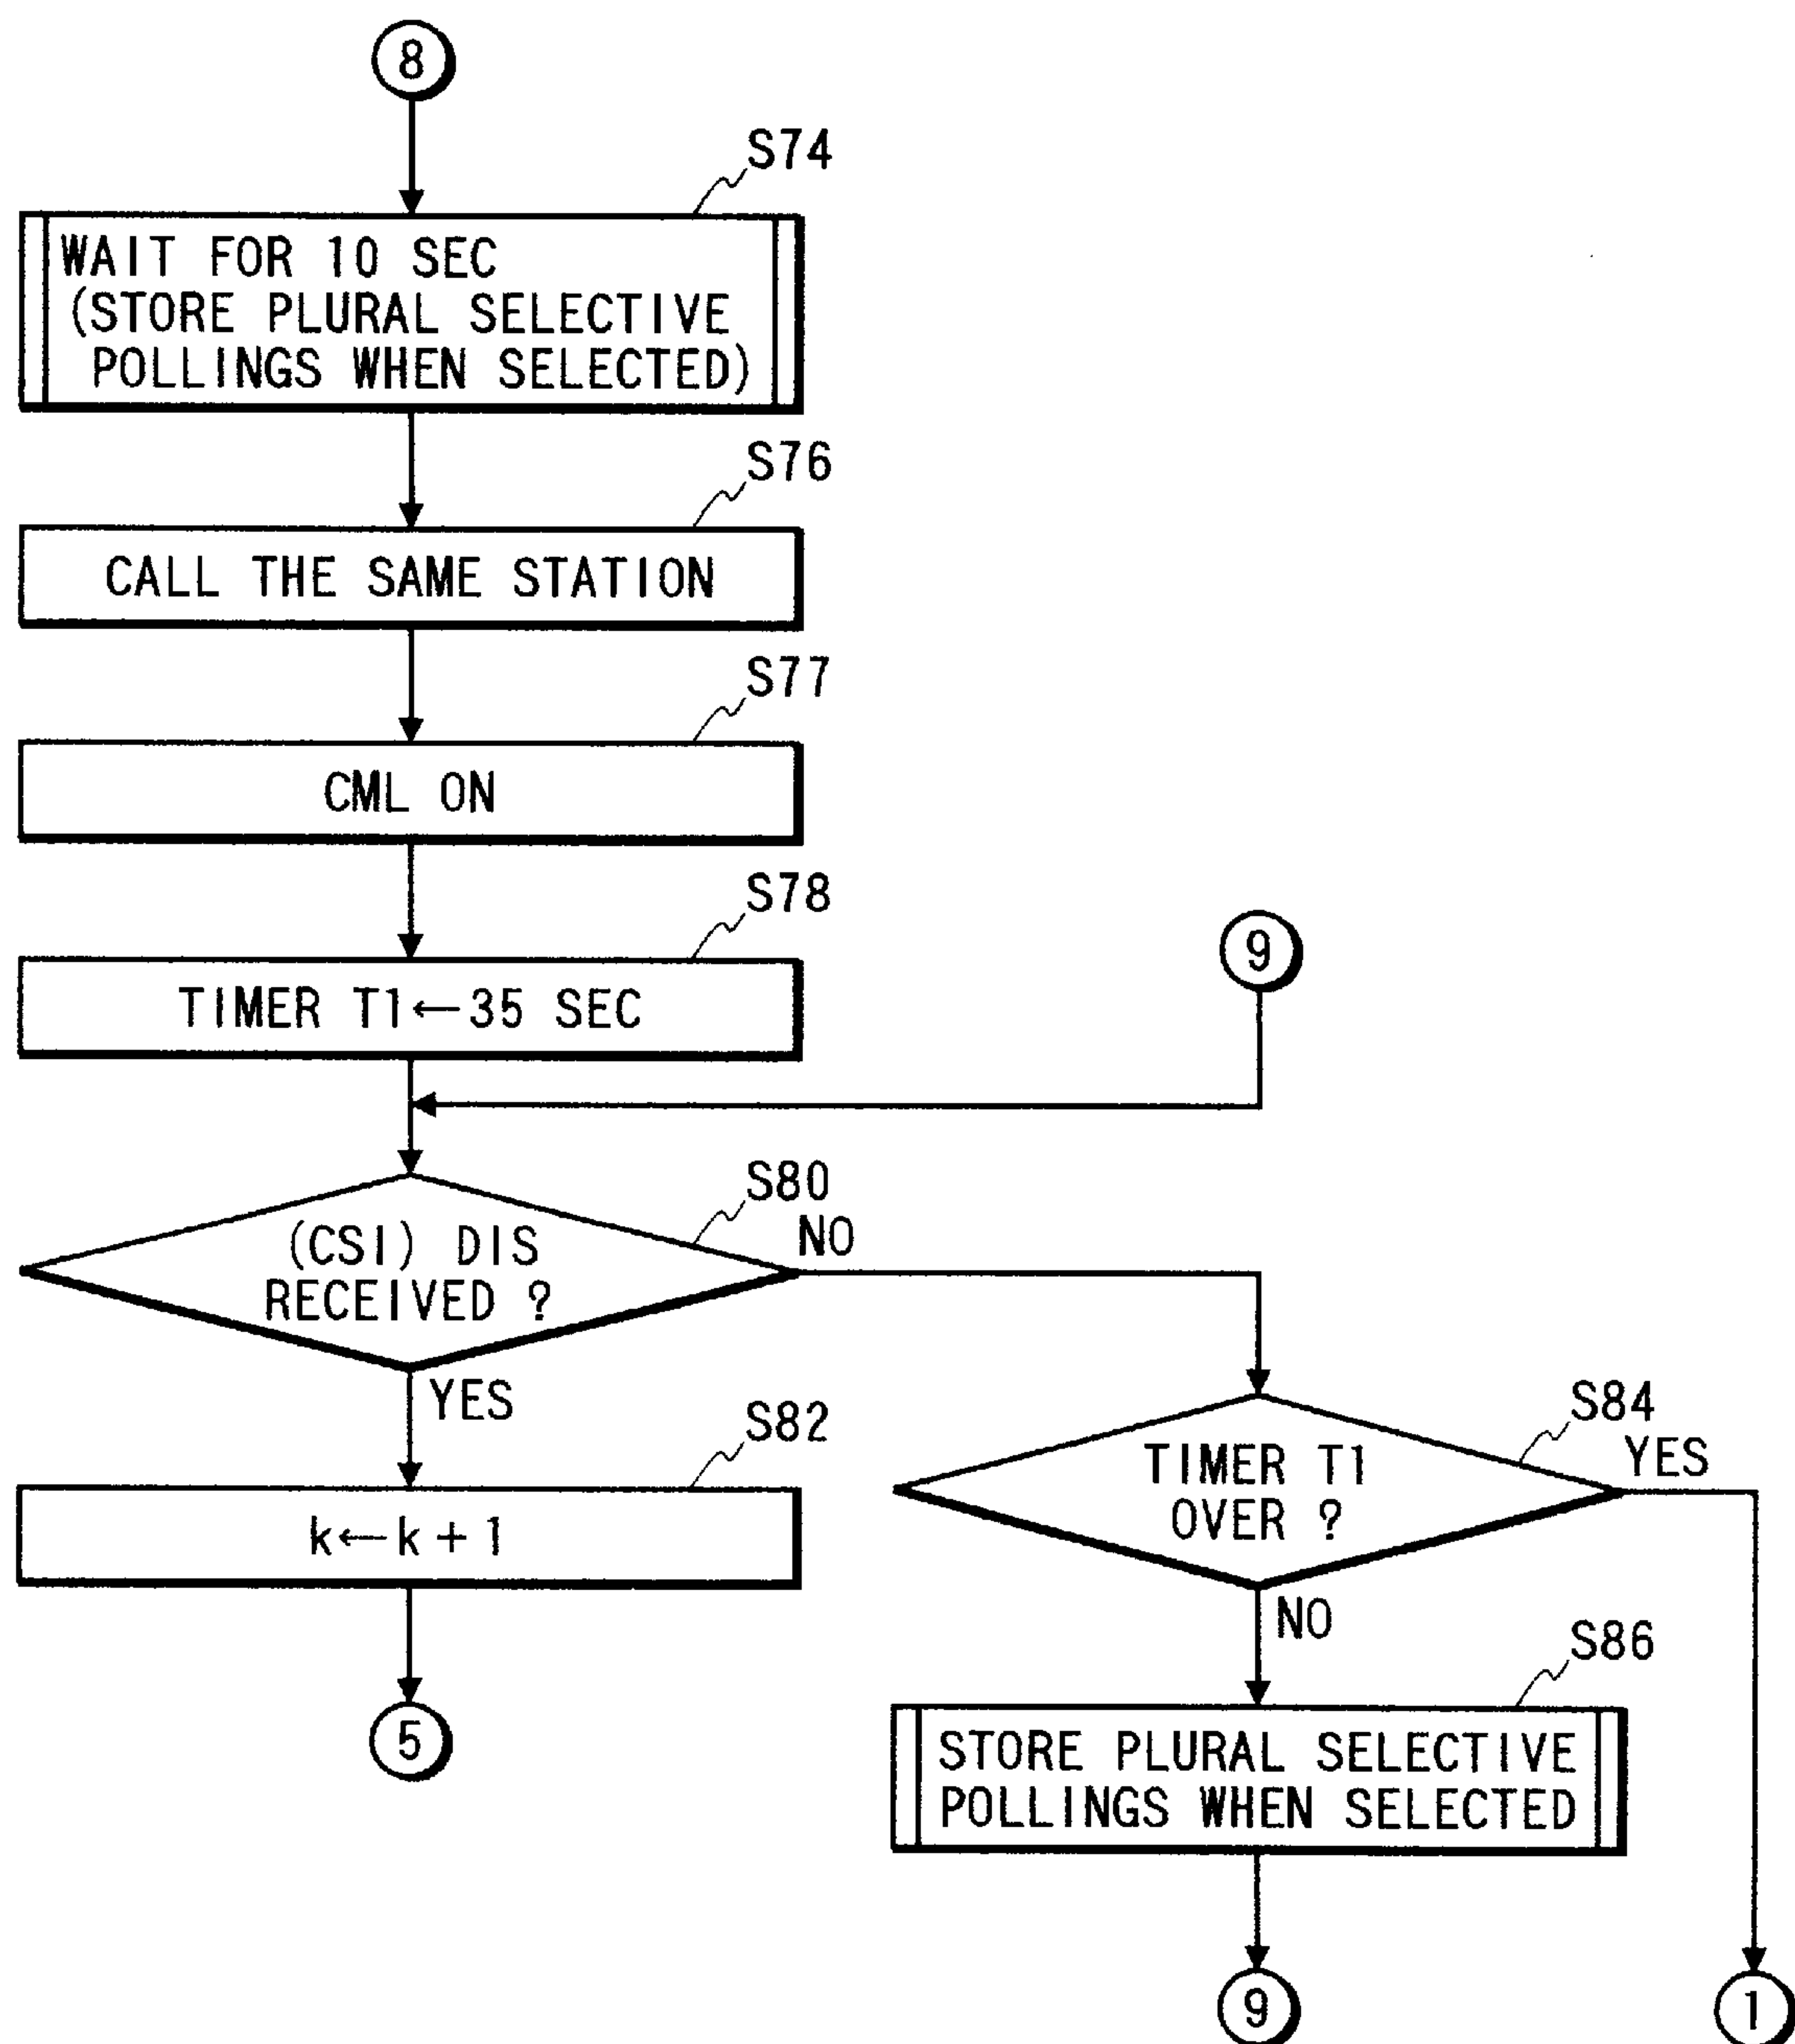 8
S74
WAIT FOR 10 SEC
(STORE PLURAL SELECTIVE
POLLINGS WHEN SELECTED)
S76
CALL THE SAME STATION
S77
CML ON
S78
TIMER T1←35 SEC
9
S80
(CSI) DIS
RECEIVED ?
NO
YES
S82
k←k+1
5
S84
TIMER T1
OVER ?
YES
NO
S86
STORE PLURAL SELECTIVE
POLLINGS WHEN SELECTED
9
1